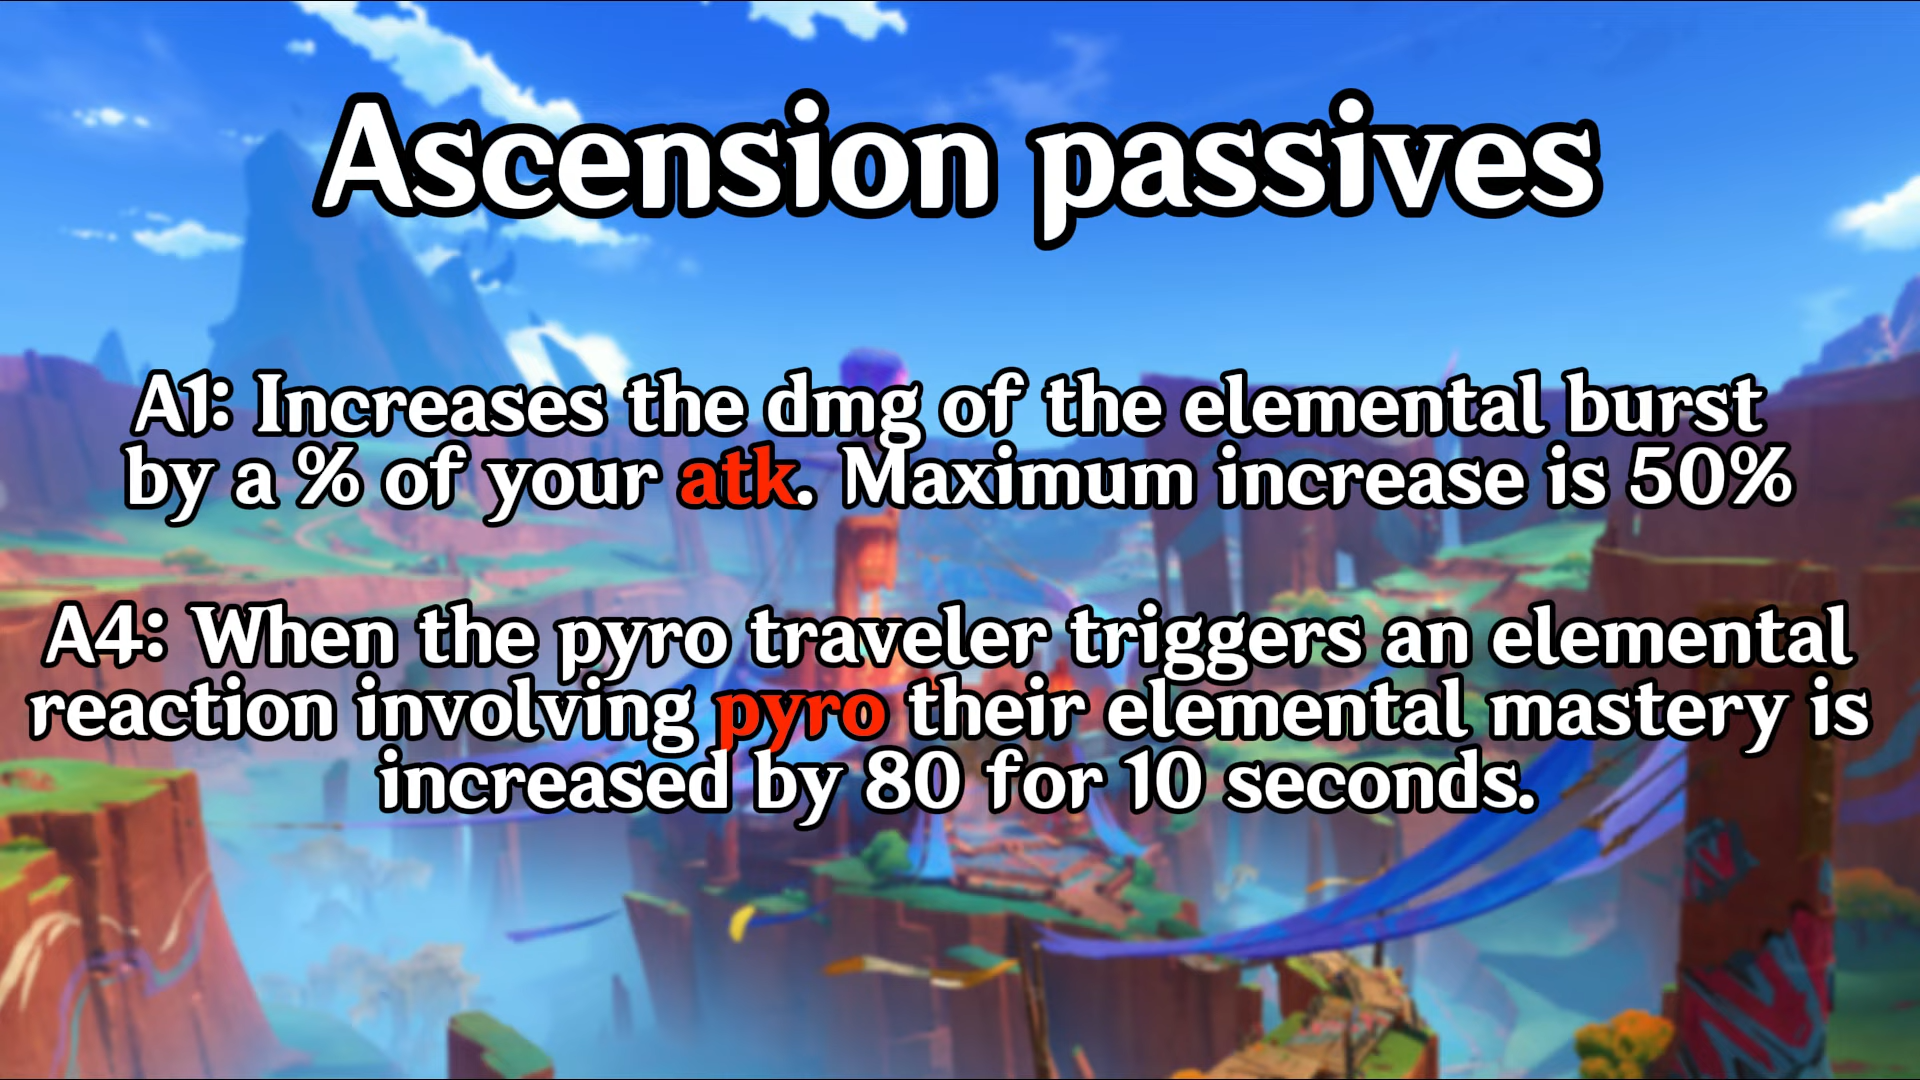 Ascension passives
A1: Increases the dmg of the elemental burst
by a % of your atk. Maximum increase is 50%
A4: When the pyro traveler triggers an elemental
reaction involving pyro their elemental mastery is
increased by 80 for 10 seconds.